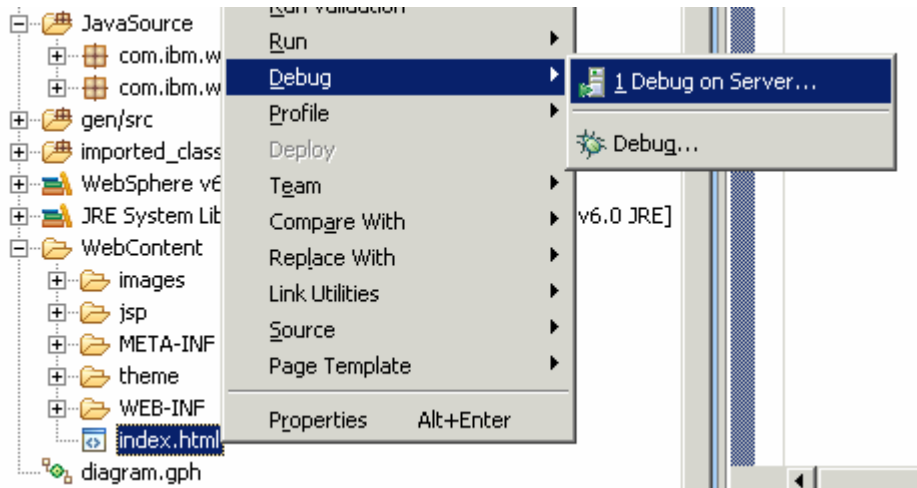 JavaSource
com.ibm.w
com.ibm.w
gen/src
imported_class
WebSphere v6
JRE System Lib
WebContent
images
jsp
META-INF
theme
WEB-INF
index.html
diagram.gph
Run Validation
Run
Debug
Profile
Deploy
Team
Compare With
Replace With
Link Utilities
Source
Page Template
Properties Alt+Enter
1 Debug on Server...
Debug...
v6.0 JRE]